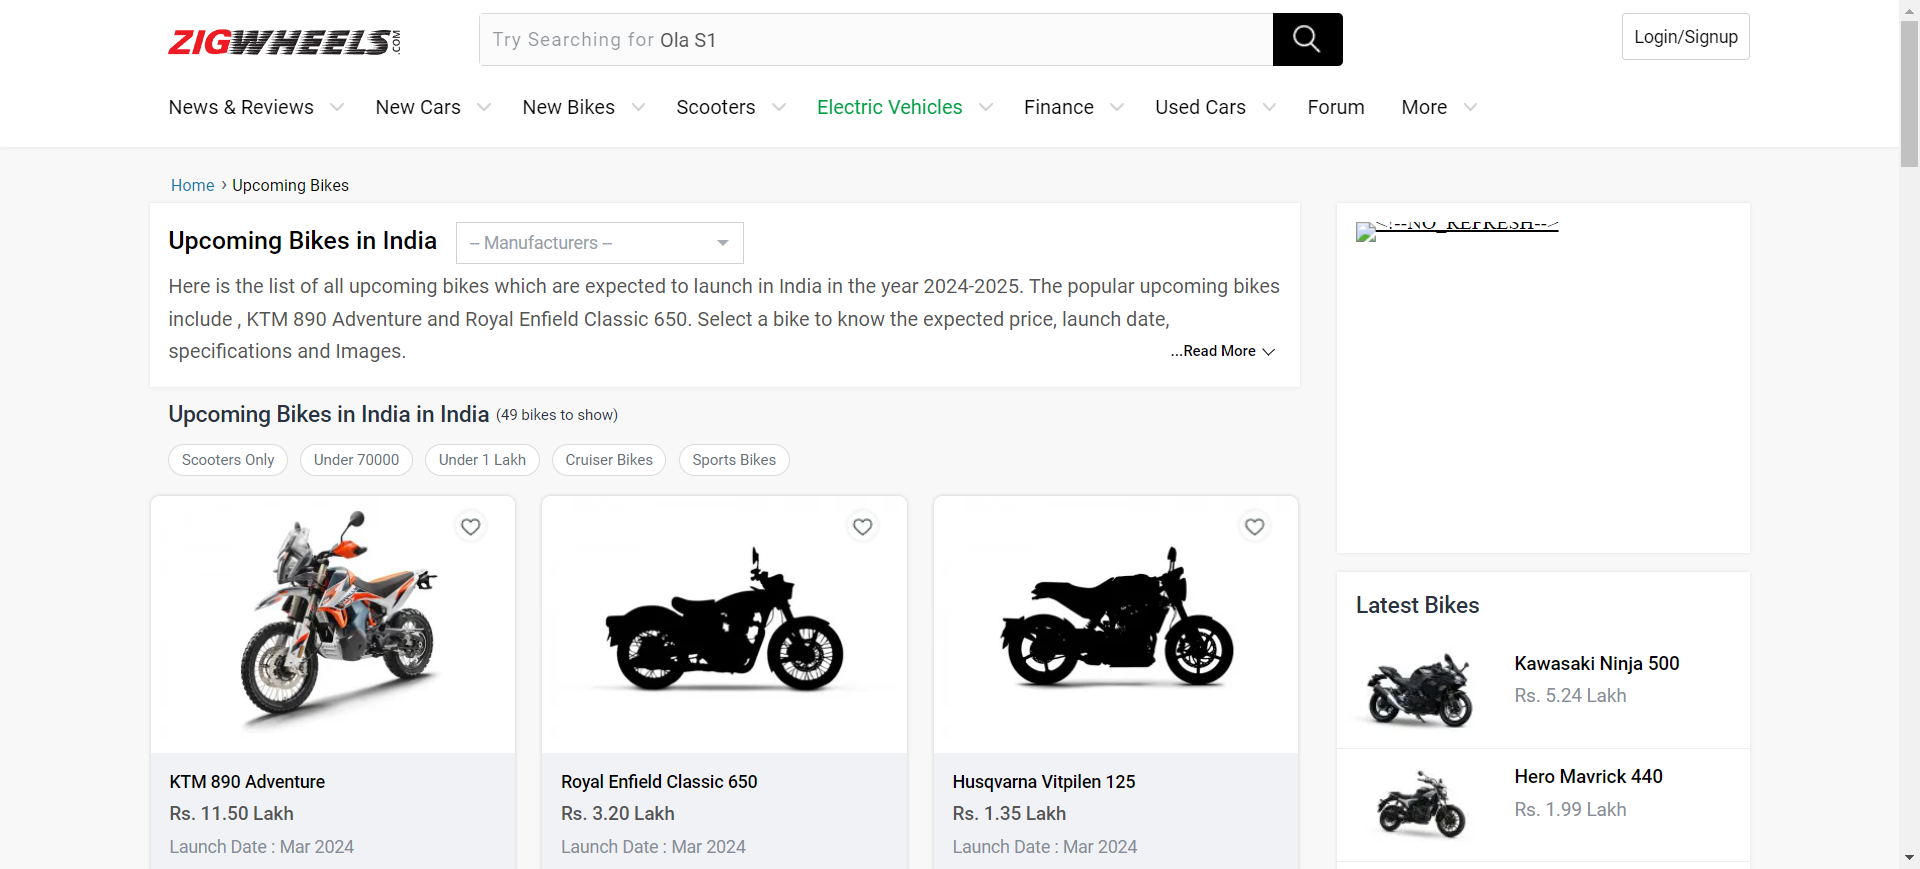 ZIGWHEELS.COM
Try Searching for Ola S1
Login/Signup
News & Reviews
New Cars
New Bikes
Scooters
Electric Vehicles
Finance
Used Cars
Forum
More
Home › Upcoming Bikes
Upcoming Bikes in India
-- Manufacturers --
Here is the list of all upcoming bikes which are expected to launch in India in the year 2024-2025. The popular upcoming bikes
include , KTM 890 Adventure and Royal Enfield Classic 650. Select a bike to know the expected price, launch date,
specifications and Images.
...Read More
Upcoming Bikes in India in India (49 bikes to show)
Scooters Only
Under 70000
Under 1 Lakh
Cruiser Bikes
Sports Bikes
KTM 890 Adventure
Rs. 11.50 Lakh
Launch Date : Mar 2024
Royal Enfield Classic 650
Rs. 3.20 Lakh
Launch Date : Mar 2024
Husqvarna Vitpilen 125
Rs. 1.35 Lakh
Launch Date : Mar 2024
<!--NO_REFRESH-->
Latest Bikes
Kawasaki Ninja 500
Rs. 5.24 Lakh
Hero Mavrick 440
Rs. 1.99 Lakh